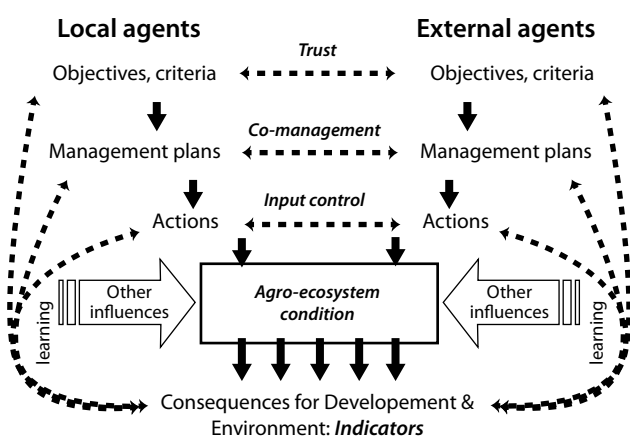 Local agents
External agents
Trust
Objectives, criteria
Objectives, criteria
Co-management
Management plans
Management plans
Input control
Actions
Actions
learning
Other
influences
Agro-ecosystem
condition
Other
influences
learning
Consequences for Developement &
Environment: Indicators